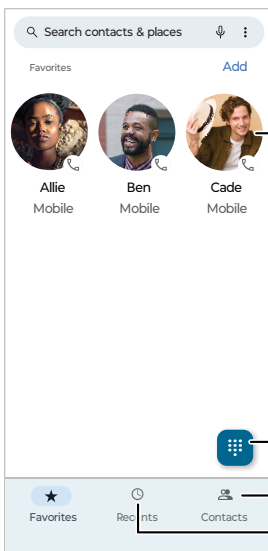 Search contacts & places
Favorites Add
Allie Ben Cade
Mobile Mobile Mobile
Favorites Recents Contacts